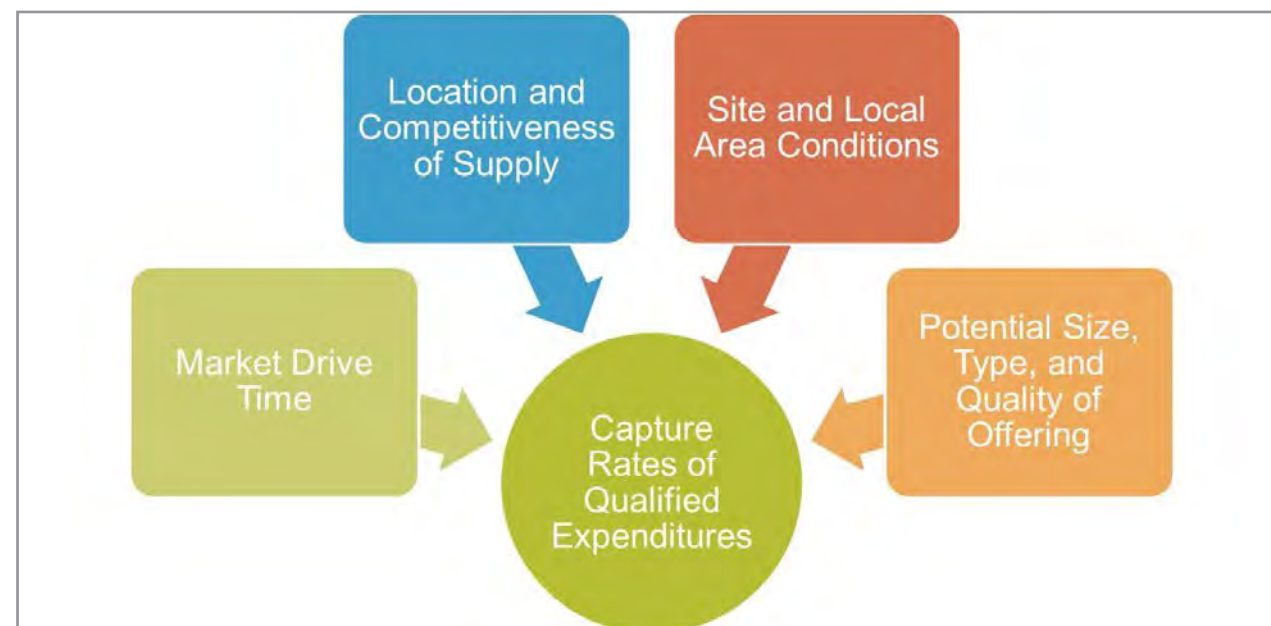 Location and
Competitiveness
of Supply
Site and Local
Area Conditions
Market Drive
Time
Potential Size,
Type, and
Quality of
Offering
Capture
Rates of
Qualified
Expenditures